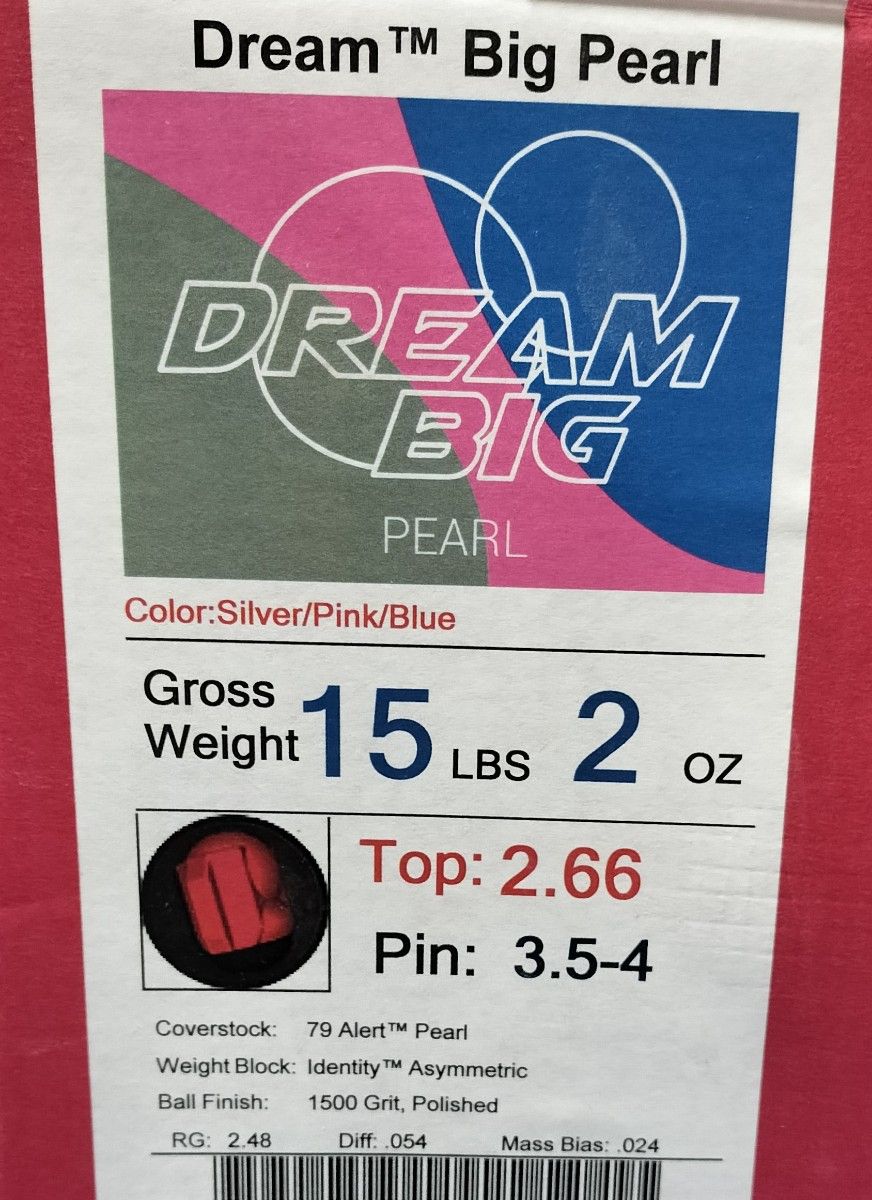 Dream™ Big Pearl
DREAM
BIG
PEARL
Color:Silver/Pink/Blue
Gross
Weight 15 LBS 2 OZ
Top: 2.66
Pin: 3.5-4
Coverstock: 79 Alert™ Pearl
Weight Block: Identity™ Asymmetric
Ball Finish: 1500 Grit, Polished
RG: 2.48 Diff: .054 Mass Bias: .024